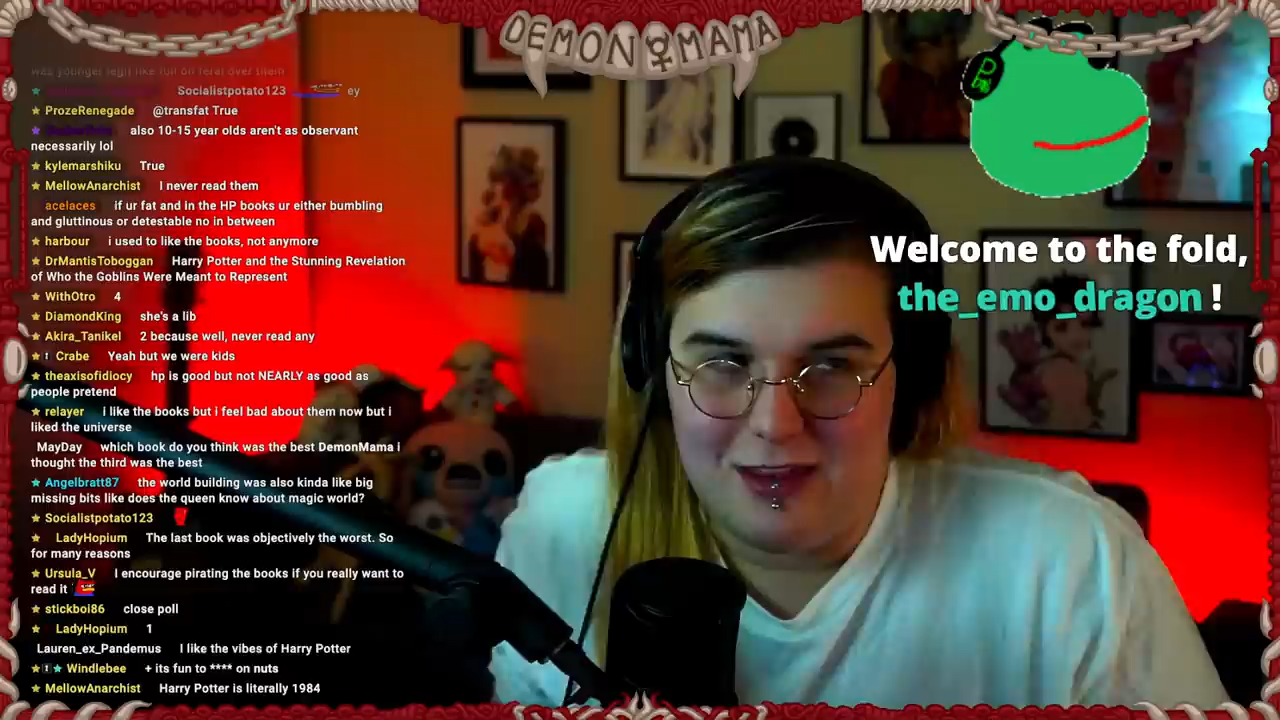 DEMON MAMA
was younger legit like full on feral over them
Socialistpotato123 ey
ProzeRenegade @transfat True
also 10-15 year olds aren't as observant
necessarily lol
kylemarshiku True
MellowAnarchist I never read them
acelaces if ur fat and in the HP books ur either bumbling
and gluttinous or detestable no in between
harbour i used to like the books, not anymore
DrMantisToboggan Harry Potter and the Stunning Revelation
of Who the Goblins Were Meant to Represent
WithOtro 4
DiamondKing she's a lib
Akira_Tanikel 2 because well, never read any
Crabe Yeah but we were kids
theaxisofidiocy hp is good but not NEARLY as good as
people pretend
relayer i like the books but i feel bad about them now but i
liked the universe
MayDay which book do you think was the best DemonMama i
thought the third was the best
Angelbratt87 the world building was also kinda like big
missing bits like does the queen know about magic world?
Socialistpotato123
LadyHopium The last book was objectively the worst. So
for many reasons
Ursula_V I encourage pirating the books if you really want to
read it
stickboi86 close poll
LadyHopium 1
Lauren_ex_Pandemus I like the vibes of Harry Potter
Windlebee + its fun to **** on nuts
MellowAnarchist Harry Potter is literally 1984
Welcome to the fold,
the_emo_dragon !